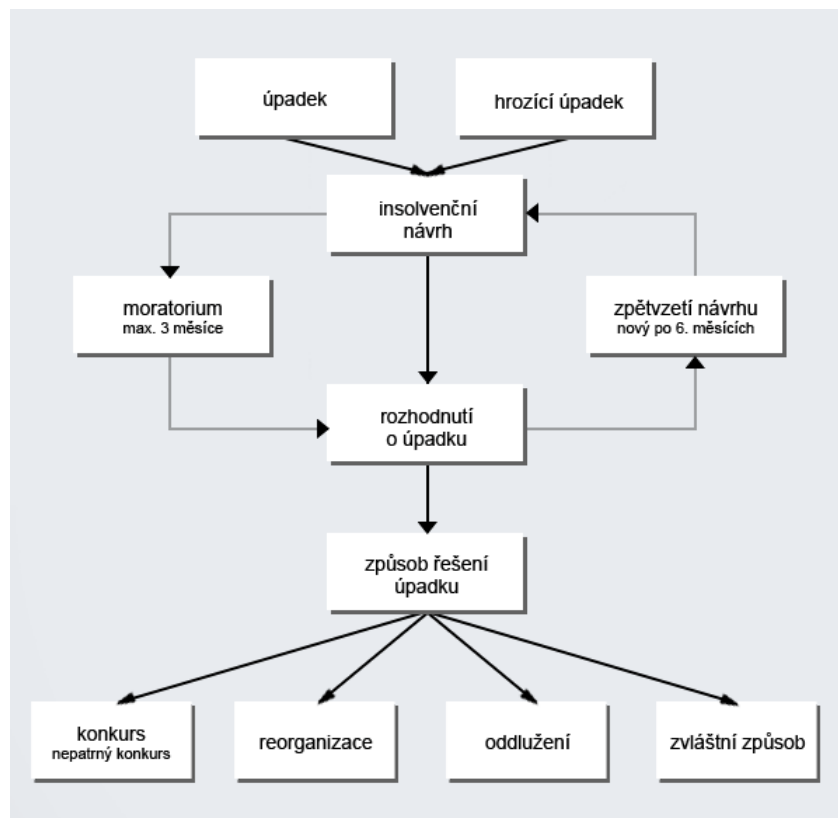 úpadek
hrozící úpadek
insolvenční
návrh
moratorium
max. 3 měsíce
zpětvzetí návrhu
nový po 6. měsících
rozhodnutí
o úpadku
způsob řešení
úpadku
konkurs
nepatrný konkurs
reorganizace
oddlužení
zvláštní způsob